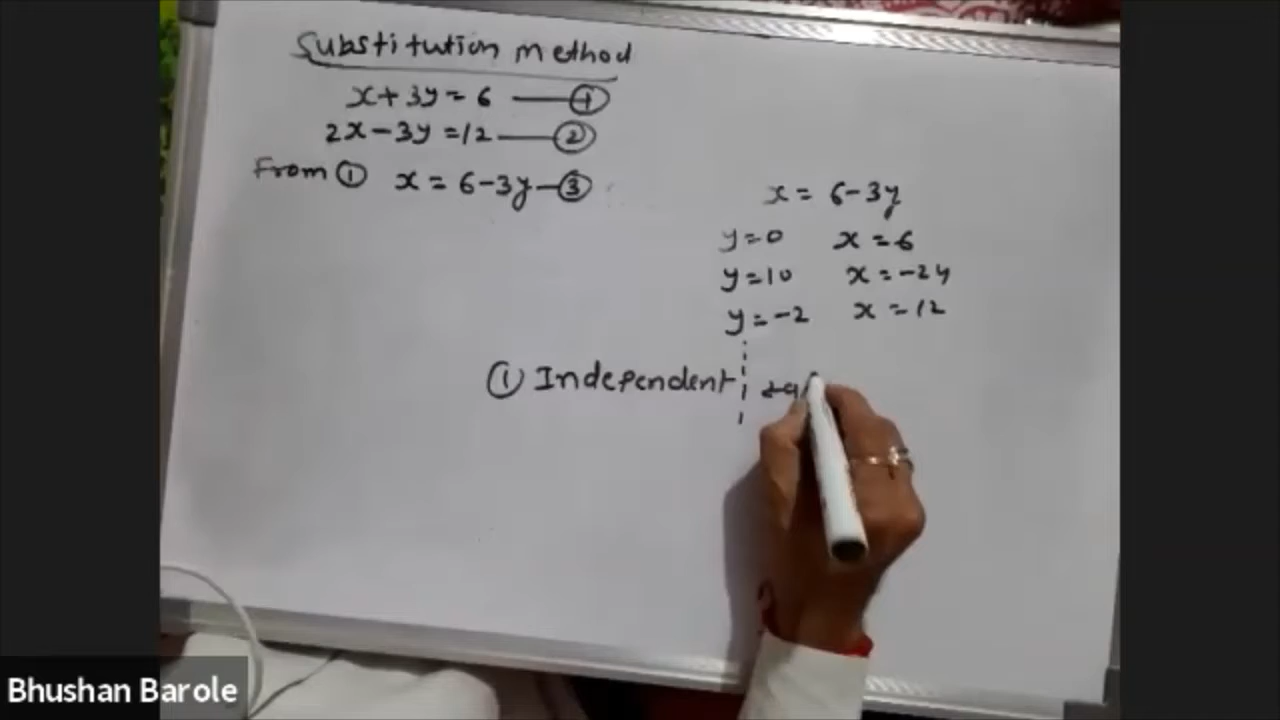 Substitution method
x + 3y = 6 —— ①
2x - 3y = 12 —— ②
From ① x = 6 - 3y — ③
x = 6 - 3y
y = 0 x = 6
y = 10 x = -24
y = -2 x = 12
① Independent
Bhushan Barole